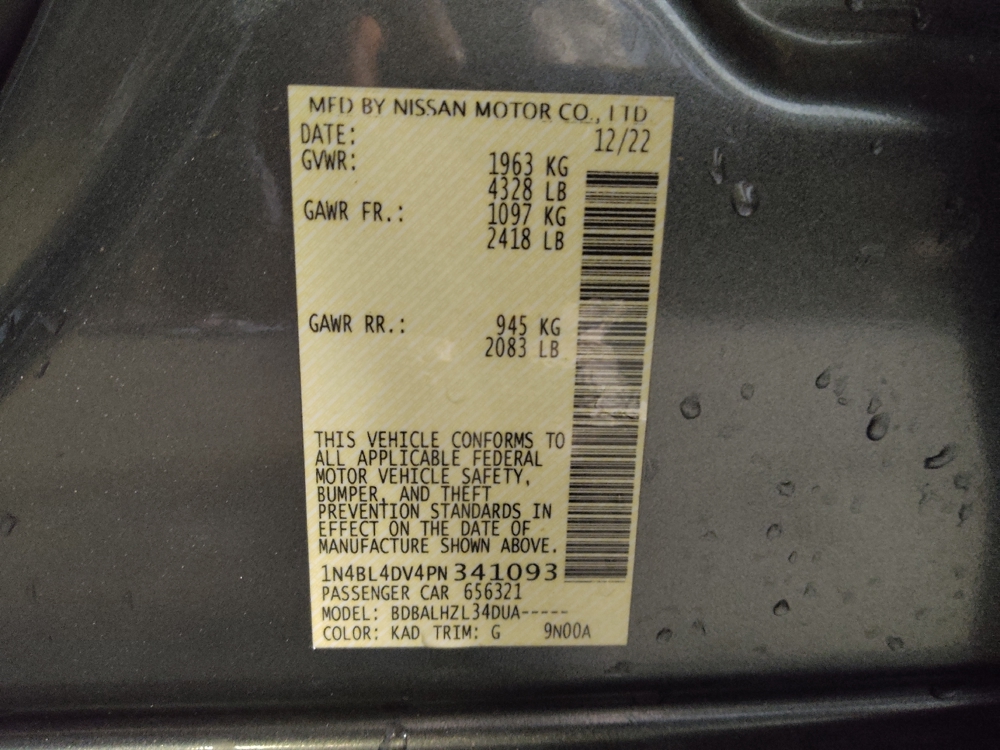 MFD BY NISSAN MOTOR CO., LTD
DATE: 12/22
GVWR: 1963 KG
4328 LB
GAWR FR.: 1097 KG
2418 LB
GAWR RR.: 945 KG
2083 LB
THIS VEHICLE CONFORMS TO
ALL APPLICABLE FEDERAL
MOTOR VEHICLE SAFETY,
BUMPER, AND THEFT
PREVENTION STANDARDS IN
EFFECT ON THE DATE OF
MANUFACTURE SHOWN ABOVE.
1N4BL4DV4PN341093
PASSENGER CAR 656321
MODEL: BDBALHZL34DUA-----
COLOR: KAD TRIM: G 9N00A